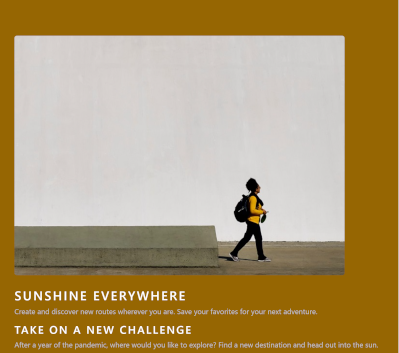 SUNSHINE EVERYWHERE
Create and discover new routes wherever you are. Save your favorites for your next adventure.
TAKE ON A NEW CHALLENGE
After a year of the pandemic, where would you like to explore? Find a new destination and head out into the sun.